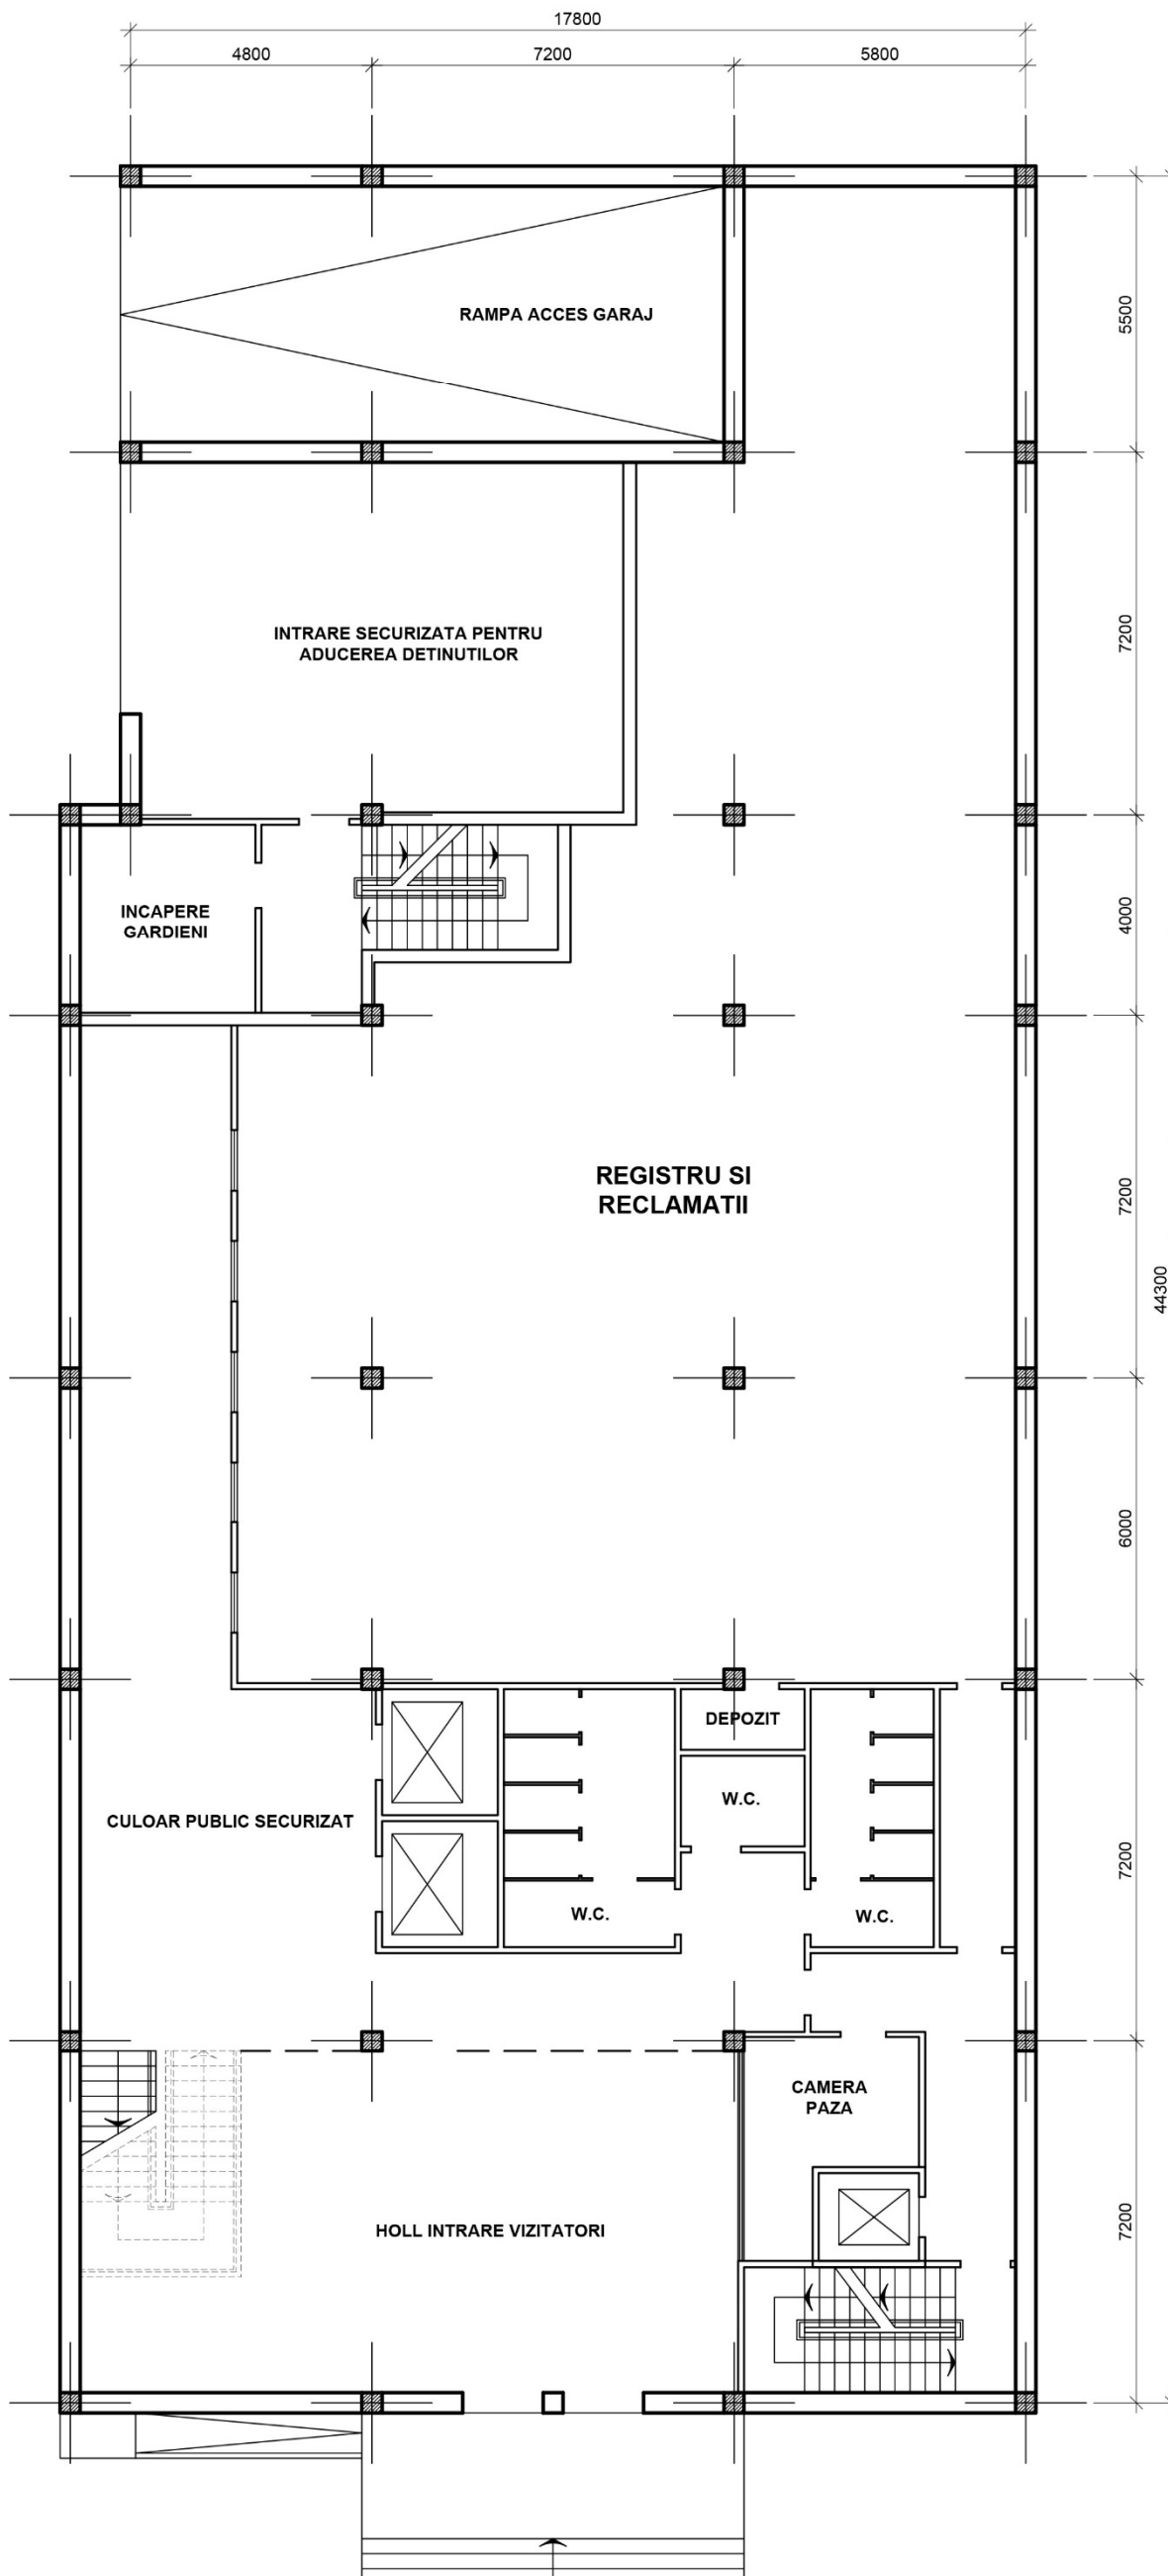 17800
4800
7200
5800
RAMPA ACCES GARAJ
5500
INTRARE SECURIZATA PENTRU
ADUCEREA DETINUTILOR
7200
INCAPERE
GARDIENI
4000
REGISTRU SI
RECLAMATII
7200
44300
6000
DEPOZIT
W.C.
CULOAR PUBLIC SECURIZAT
7200
W.C.
W.C.
CAMERA
PAZA
HOLL INTRARE VIZITATORI
7200